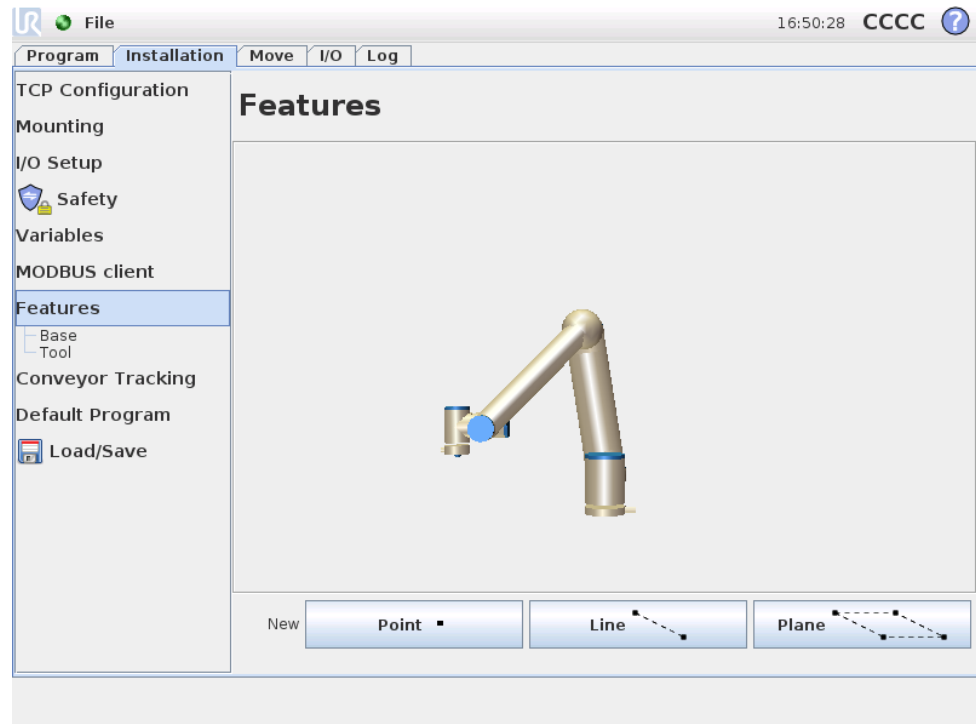 UR File 16:50:28 CCCC ?
Program Installation Move I/O Log
TCP Configuration
Features
Mounting
I/O Setup
Safety
Variables
MODBUS client
Features
Base
Tool
Conveyor Tracking
Default Program
Load/Save
New Point Line Plane